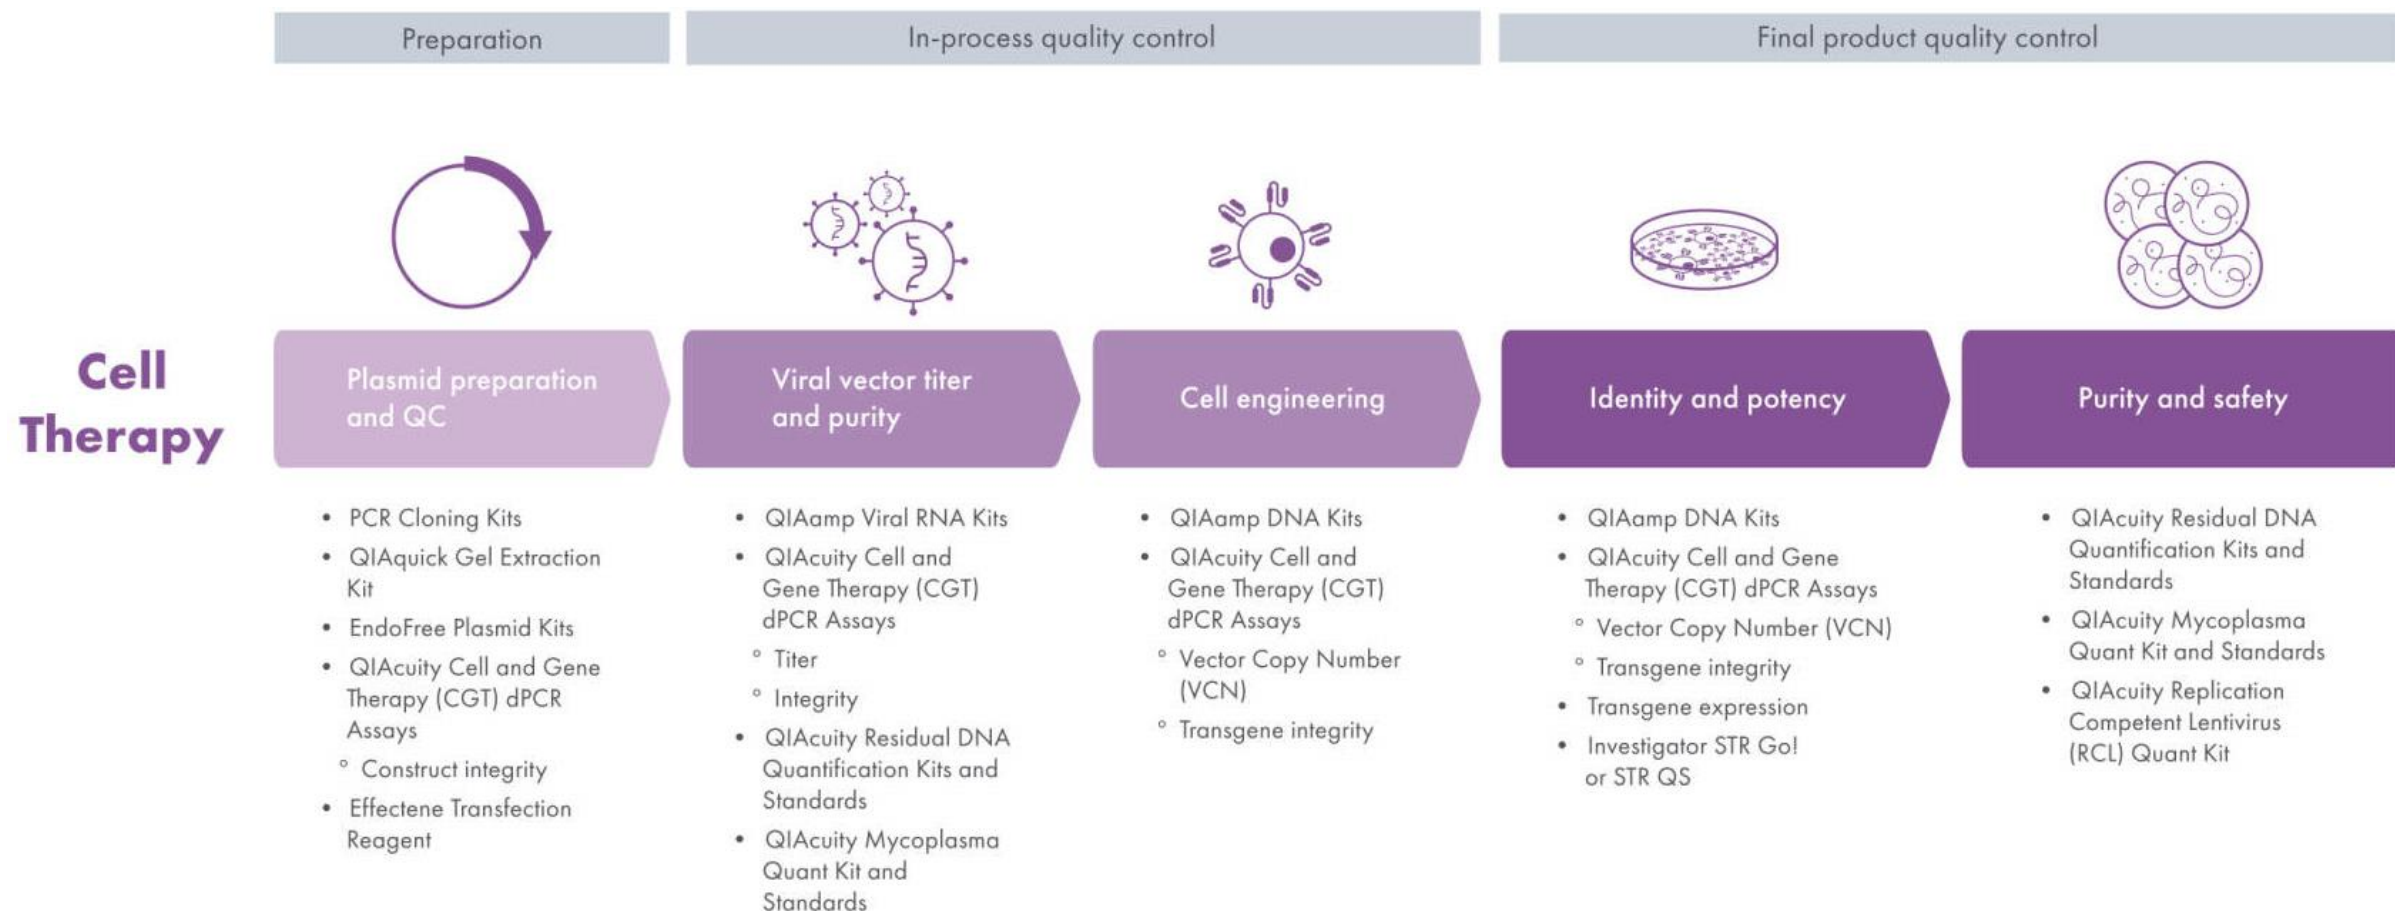 Preparation
In-process quality control
Final product quality control
Cell
Therapy
Plasmid preparation
and QC
• PCR Cloning Kits
• QIAquick Gel Extraction
Kit
• EndoFree Plasmid Kits
• QIAcuity Cell and Gene
Therapy (CGT) dPCR
Assays
° Construct integrity
• Effectene Transfection
Reagent
Viral vector titer
and purity
• QIAamp Viral RNA Kits
• QIAcuity Cell and
Gene Therapy (CGT)
dPCR Assays
° Titer
° Integrity
• QIAcuity Residual DNA
Quantification Kits and
Standards
• QIAcuity Mycoplasma
Quant Kit and
Standards
Cell engineering
• QIAamp DNA Kits
• QIAcuity Cell and
Gene Therapy (CGT)
dPCR Assays
° Vector Copy Number
(VCN)
° Transgene integrity
Identity and potency
• QIAamp DNA Kits
• QIAcuity Cell and Gene
Therapy (CGT) dPCR Assays
° Vector Copy Number (VCN)
° Transgene integrity
• Transgene expression
• Investigator STR Go!
or STR QS
Purity and safety
• QIAcuity Residual DNA
Quantification Kits and
Standards
• QIAcuity Mycoplasma
Quant Kit and Standards
• QIAcuity Replication
Competent Lentivirus
(RCL) Quant Kit